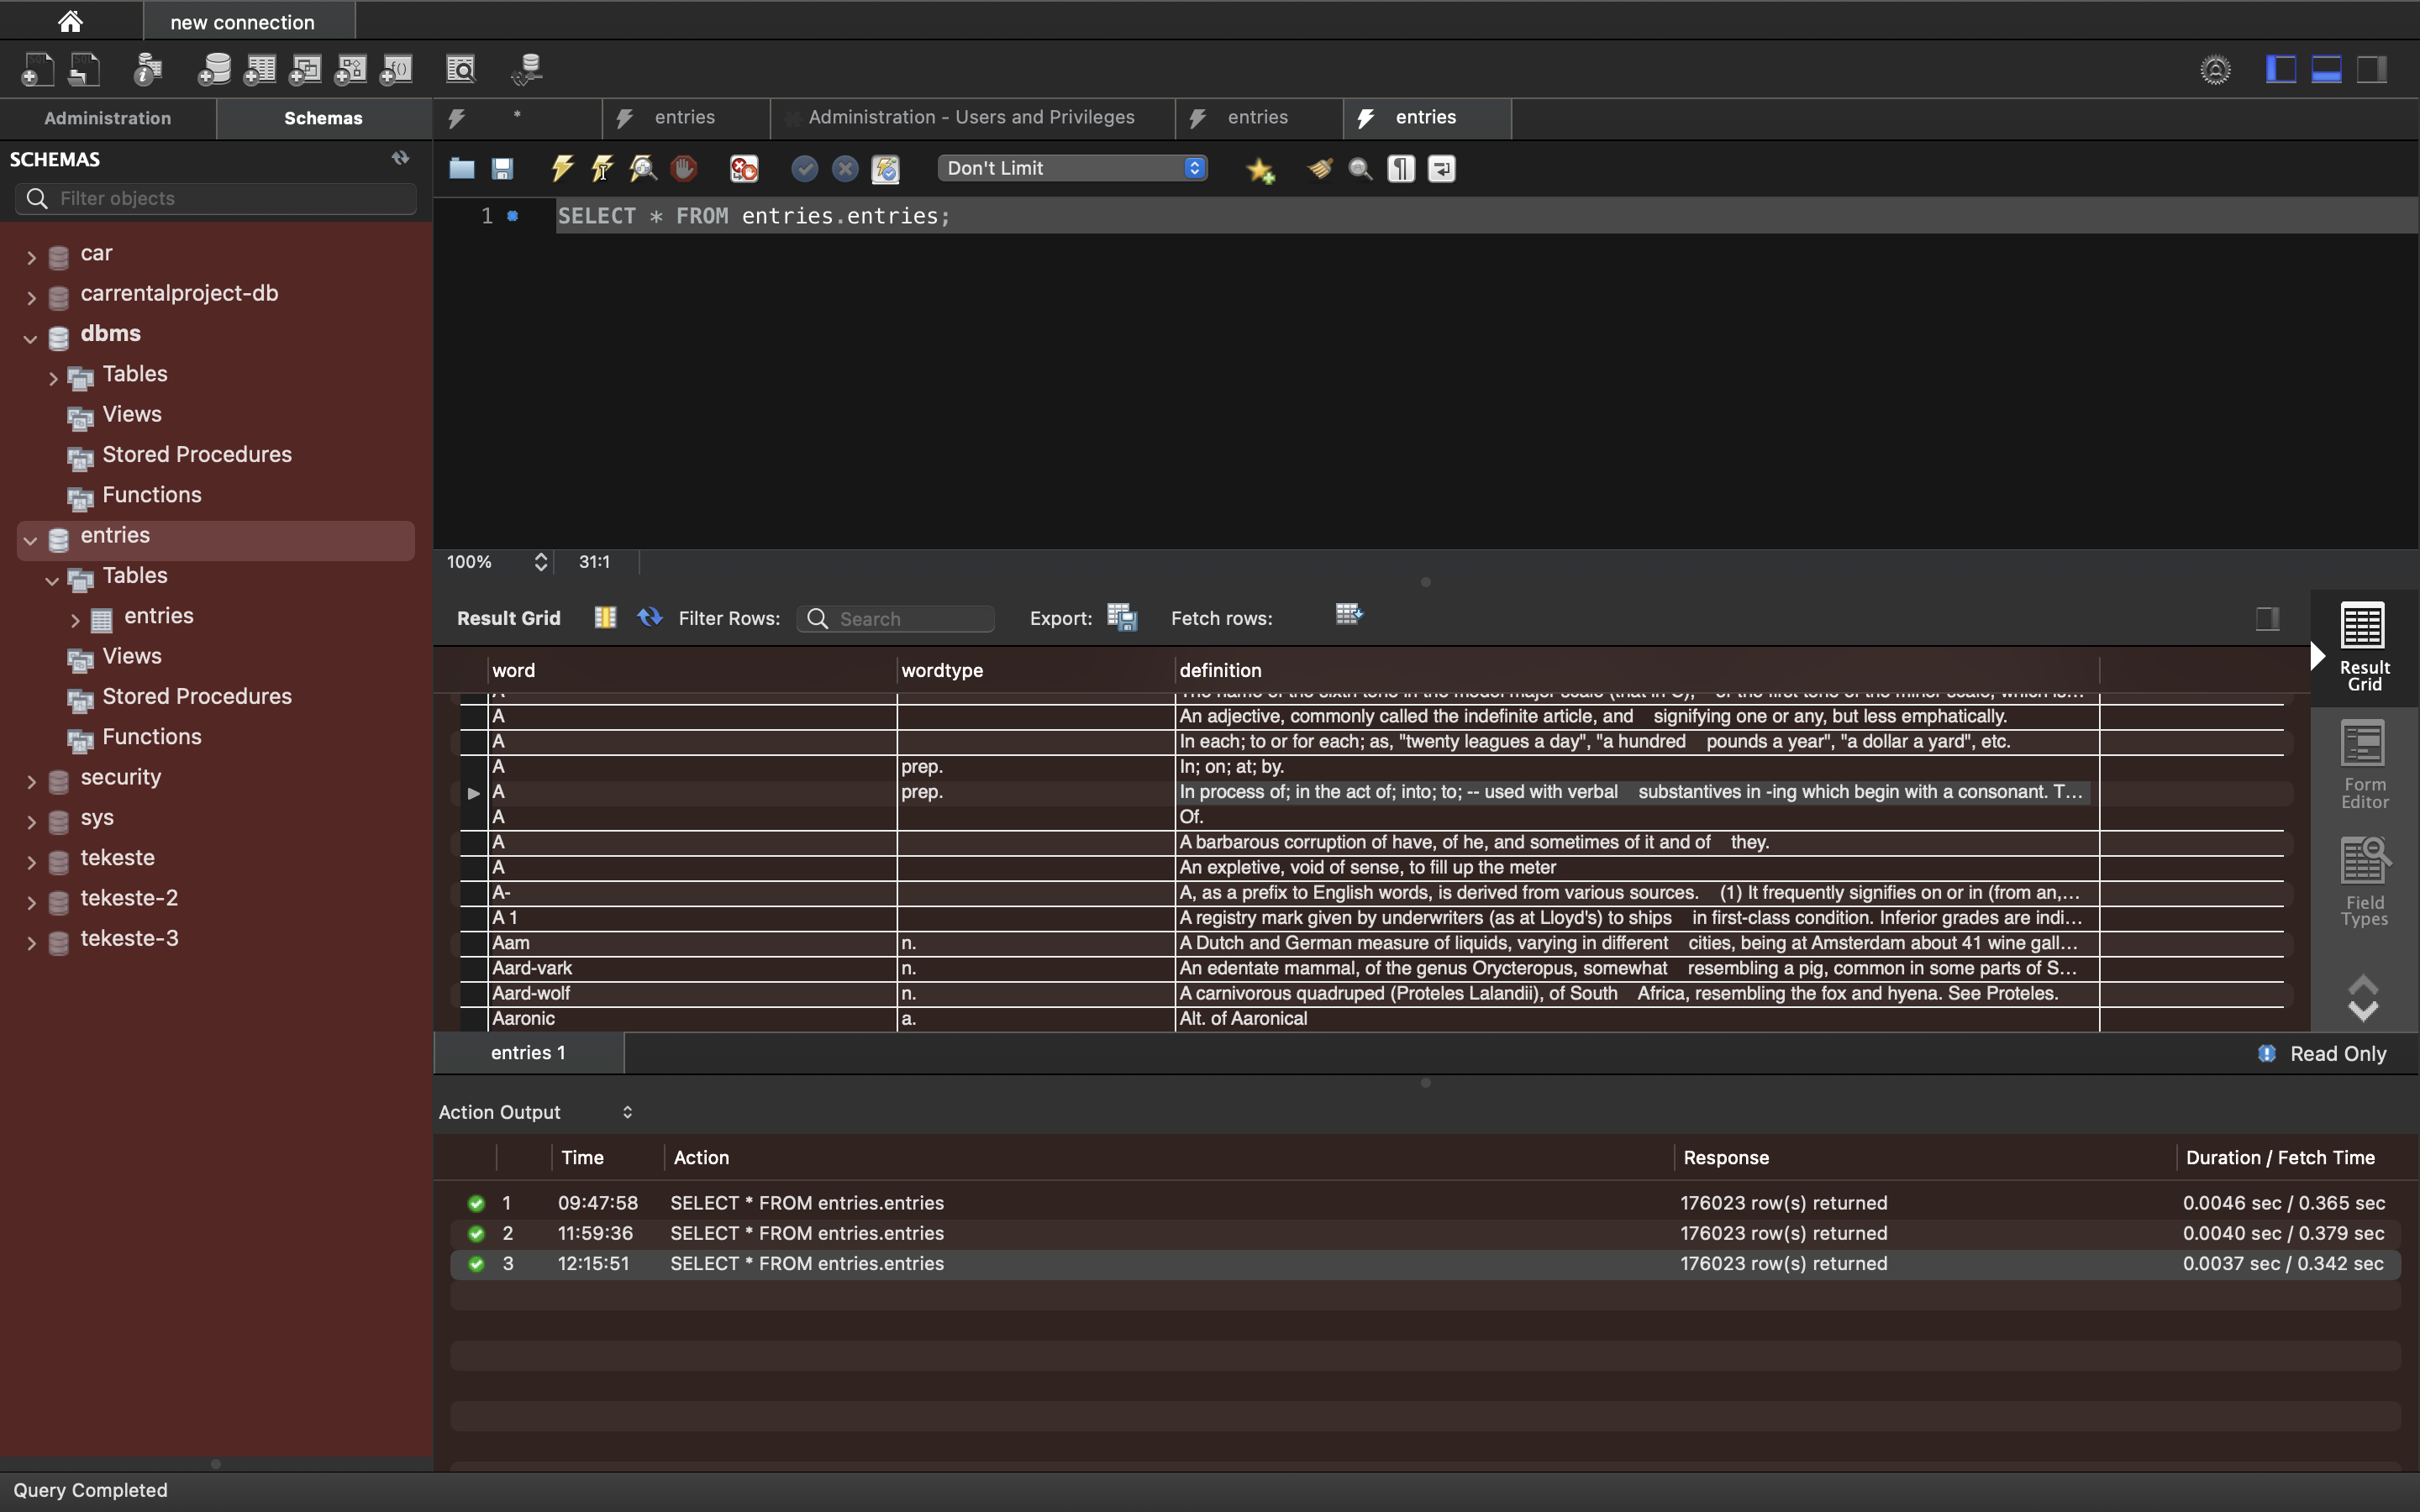 new connection
Administration Schemas * entries Administration - Users and Privileges entries entries
SCHEMAS
Don't Limit
Filter objects
1 SELECT * FROM entries.entries;
car
carrentalproject-db
dbms
Tables
Views
Stored Procedures
Functions
entries
Tables
entries
Views
Stored Procedures
Functions
security
sys
tekeste
tekeste-2
tekeste-3
100% 31:1
Result Grid Filter Rows: Search Export: Fetch rows:
word wordtype definition
A An adjective, commonly called the indefinite article, and signifying one or any, but less emphatically.
A In each; to or for each; as, "twenty leagues a day", "a hundred pounds a year", "a dollar a yard", etc.
A prep. In; on; at; by.
A prep. In process of; in the act of; into; to; -- used with verbal substantives in -ing which begin with a consonant. T...
A Of.
A A barbarous corruption of have, of he, and sometimes of it and of they.
A An expletive, void of sense, to fill up the meter
A- A, as a prefix to English words, is derived from various sources. (1) It frequently signifies on or in (from an,...
A 1 A registry mark given by underwriters (as at Lloyd's) to ships in first-class condition. Inferior grades are indi...
Aam n. A Dutch and German measure of liquids, varying in different cities, being at Amsterdam about 41 wine gall...
Aard-vark n. An edentate mammal, of the genus Orycteropus, somewhat resembling a pig, common in some parts of S...
Aard-wolf n. A carnivorous quadruped (Proteles Lalandii), of South Africa, resembling the fox and hyena. See Proteles.
Aaronic a. Alt. of Aaronical
Result
Grid
Form
Editor
Field
Types
entries 1 Read Only
Action Output
Time Action Response Duration / Fetch Time
1 09:47:58 SELECT * FROM entries.entries 176023 row(s) returned 0.0046 sec / 0.365 sec
2 11:59:36 SELECT * FROM entries.entries 176023 row(s) returned 0.0040 sec / 0.379 sec
3 12:15:51 SELECT * FROM entries.entries 176023 row(s) returned 0.0037 sec / 0.342 sec
Query Completed